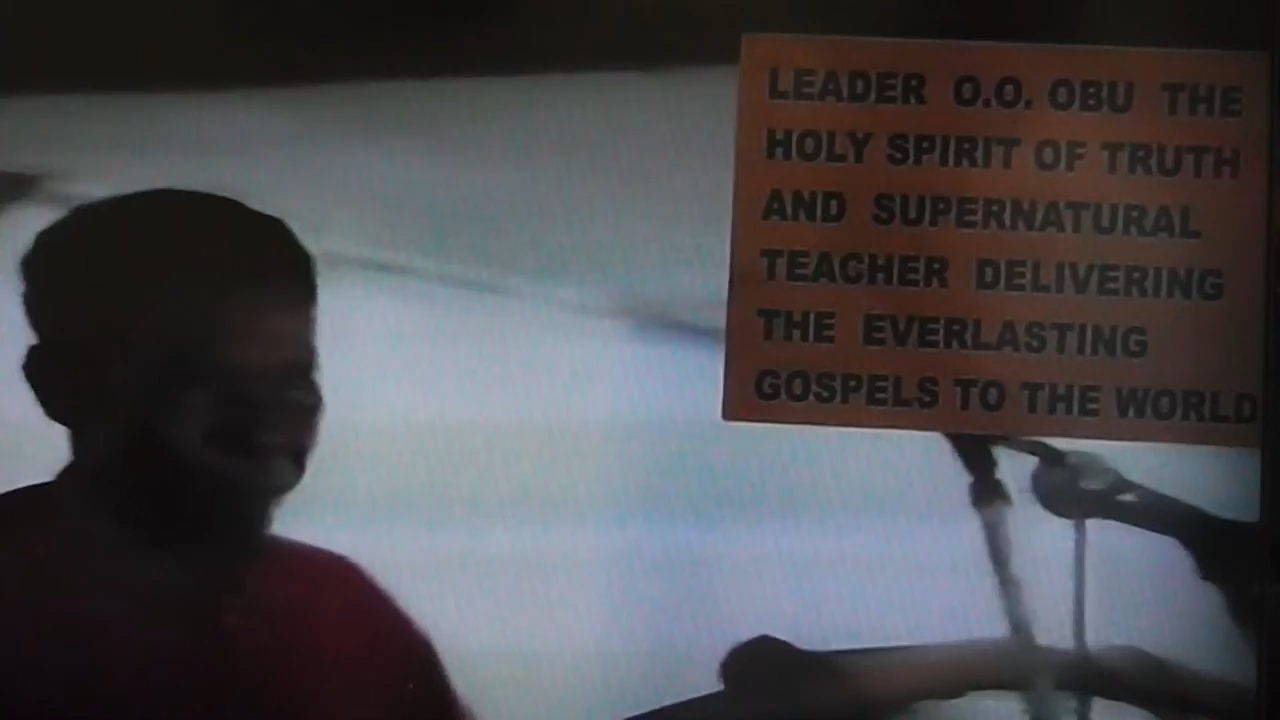 LEADER O.O. OBU THE
HOLY SPIRIT OF TRUTH
AND SUPERNATURAL
TEACHER DELIVERING
THE EVERLASTING
GOSPELS TO THE WORLD